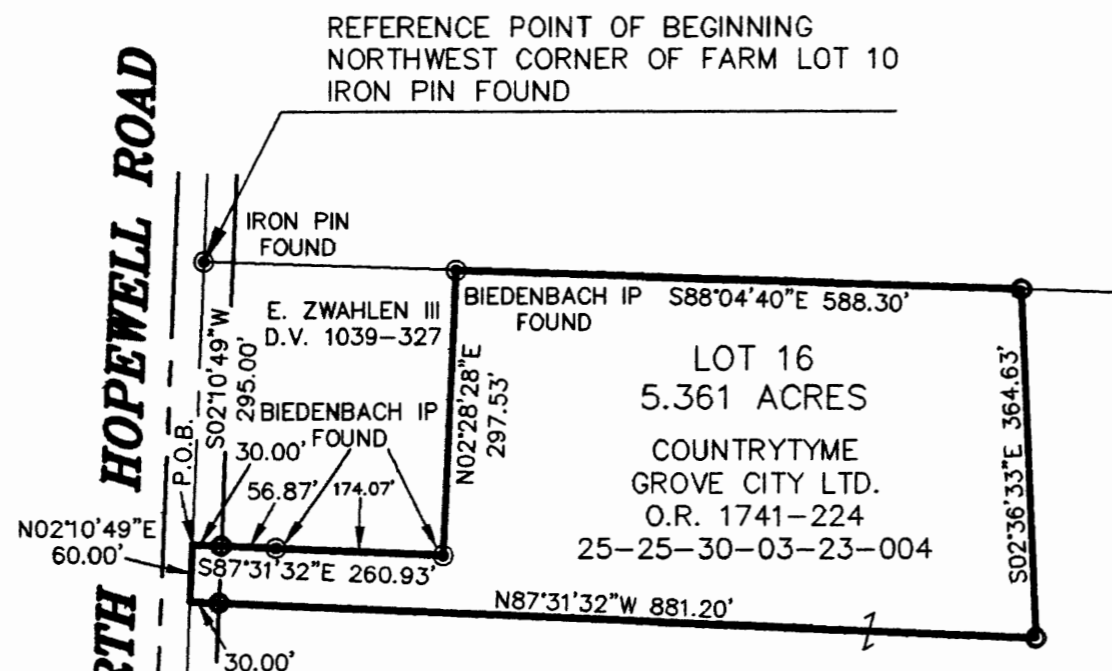 REFERENCE POINT OF BEGINNING
NORTHWEST CORNER OF FARM LOT 10
IRON PIN FOUND
HOPEWELL ROAD
IRON PIN
FOUND
E. ZWAHLEN III
D.V. 1039-327
S02°10'49"W
295.00'
BIEDENBACH IP
FOUND
S88°04'40"E 588.30'
N02°28'28"E
297.53'
LOT 16
5.361 ACRES
COUNTRYTYME
GROVE CITY LTD.
O.R. 1741-224
25-25-30-03-23-004
S02°36'33"E 364.63'
BIEDENBACH IP
FOUND
P.O.B.
30.00'
56.87'
174.07'
N02°10'49"E
60.00'
S87°31'32"E 260.93'
N87°31'32"W 881.20'
30.00'
RTH